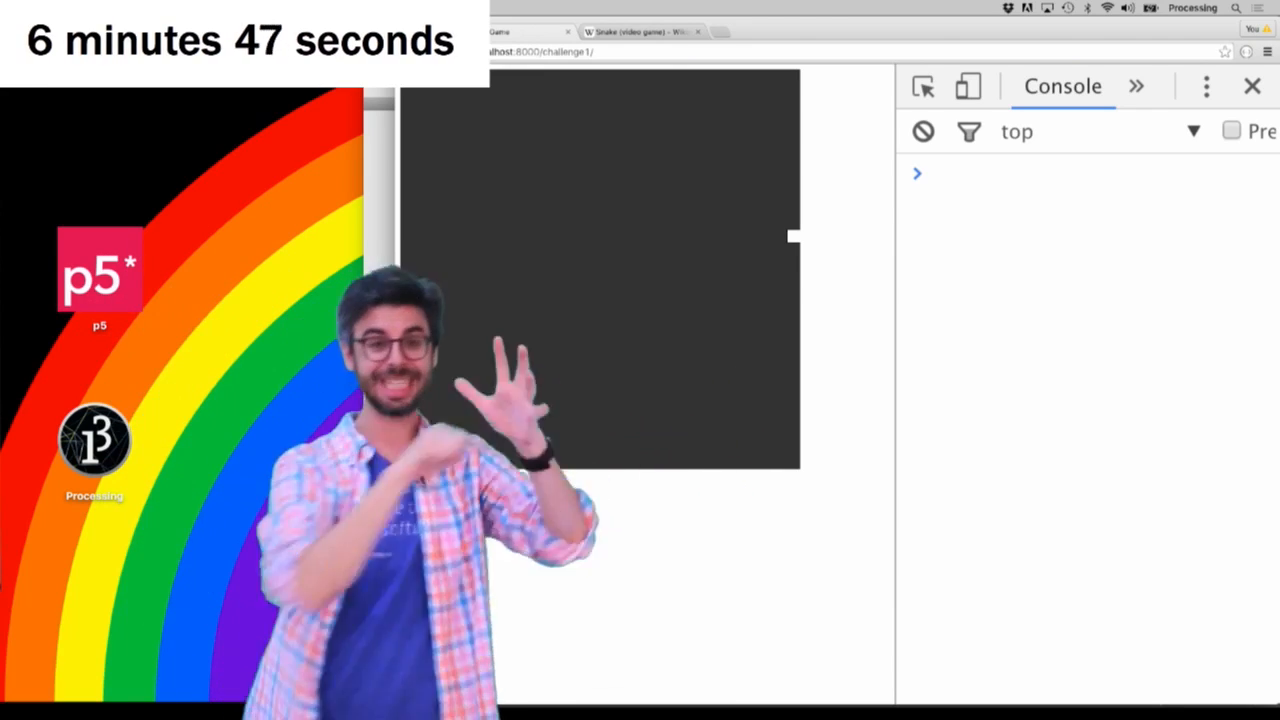 6 minutes 47 seconds
Processing
Game
Snake (video game) - Wiki
You
alhost:8000/challenge1/
Console
top
Pre
p5*
p5
Processing